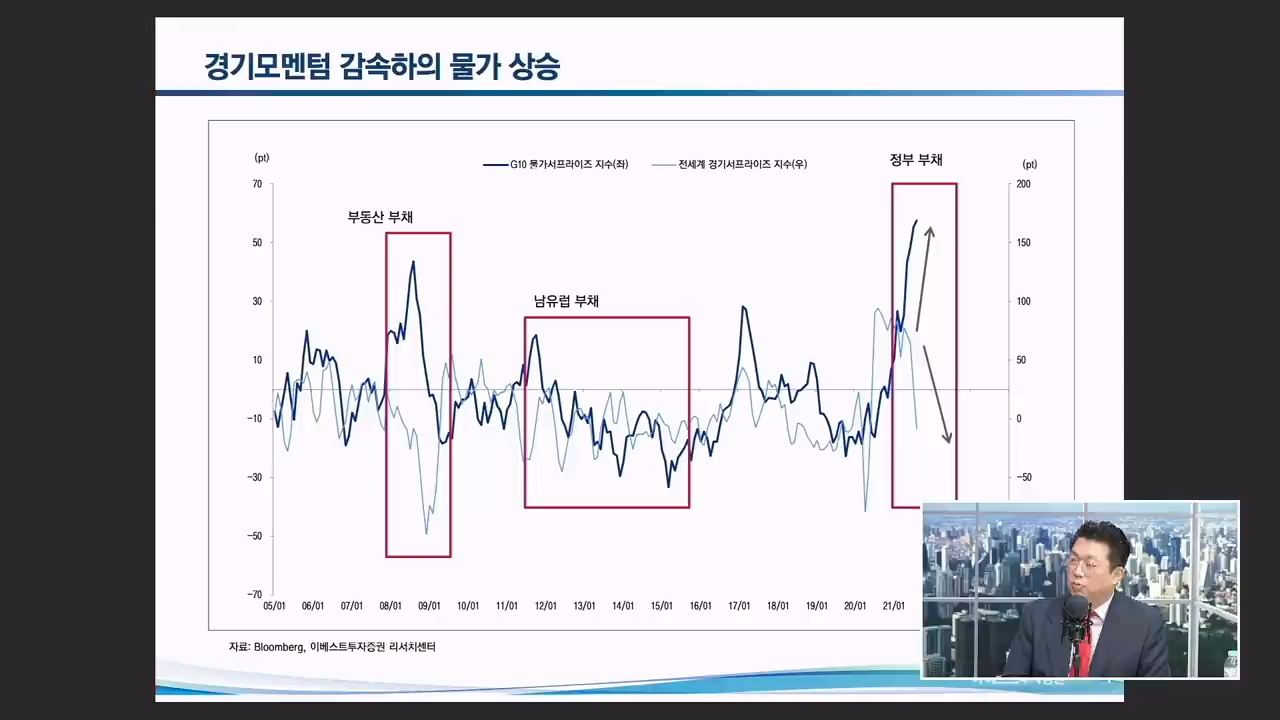 경기모멘텀 감속하의 물가 상승
(pt)
G10 물가서프라이즈 지수(좌)
전세계 경기서프라이즈 지수(우)
정부 부채
(pt)
70
50
30
10
-10
-30
-50
-70
부동산 부채
남유럽 부채
200
150
100
50
0
-50
05/01 06/01 07/01 08/01 09/01 10/01 11/01 12/01 13/01 14/01 15/01 16/01 17/01 18/01 19/01 20/01 21/01
자료: Bloomberg, 이베스트투자증권 리서치센터